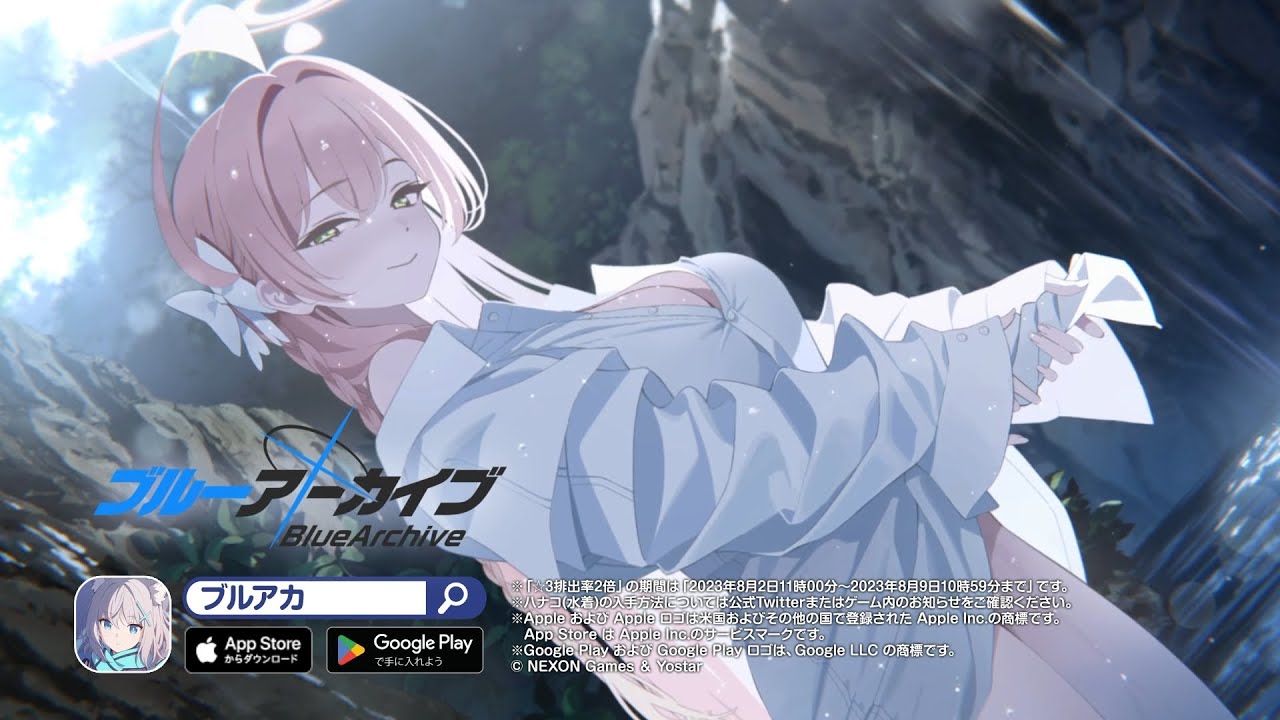 ブルーアーカイブ
BlueArchive
ブルアカ
App Store
からダウンロード
Google Play
で手に入れよう
※「☆3排出率2倍」の期間は「2023年8月2日11時00分～2023年8月9日10時59分まで」です。
※ハナコ(水着)の入手方法については公式Twitterまたはゲーム内のお知らせをご確認ください。
※Apple および Apple ロゴは米国およびその他の国で登録された Apple Inc.の商標です。
App Store は Apple Inc.のサービスマークです。
※Google Play および Google Play ロゴは、Google LLC の商標です。
© NEXON Games & Yostar